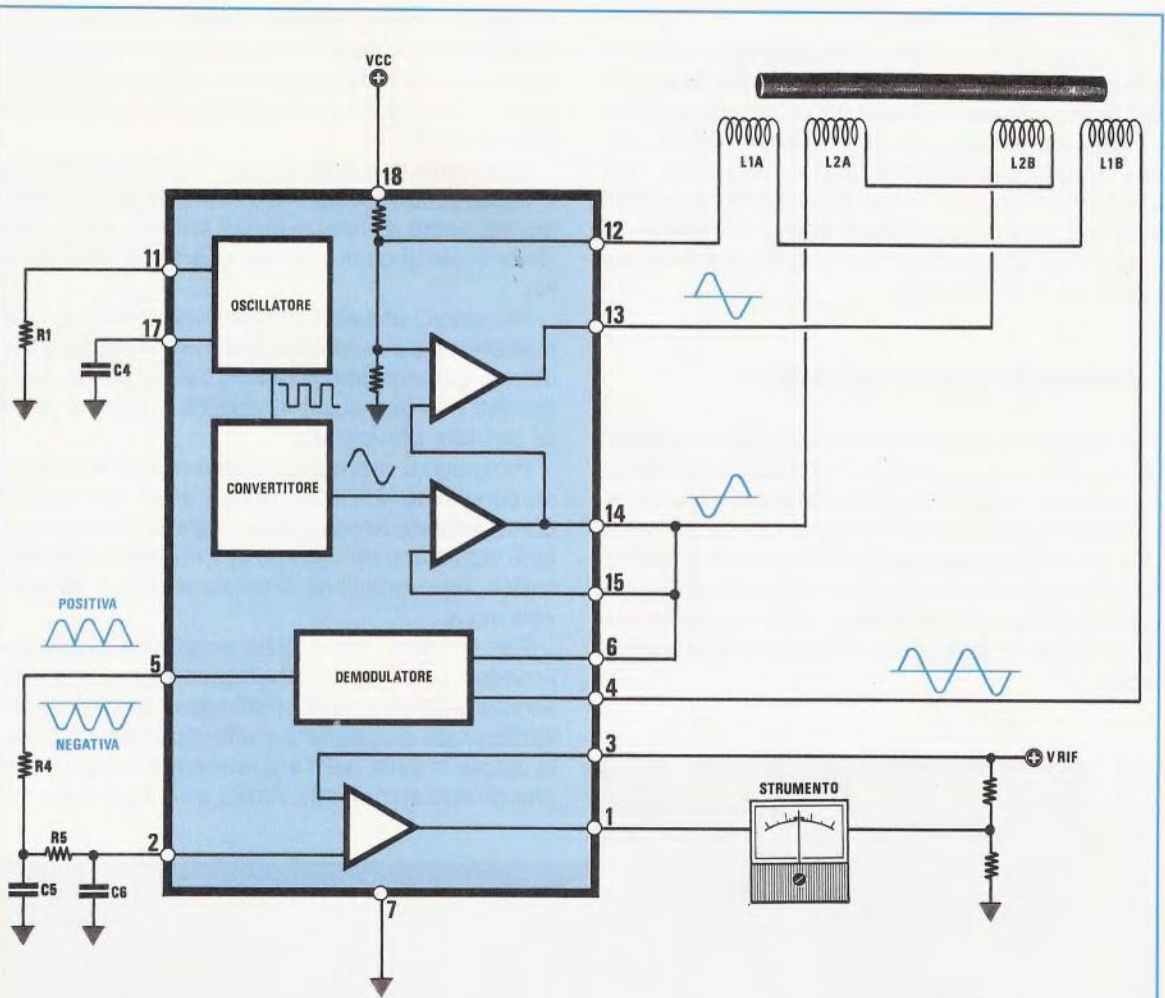 VCC
L1A
L2A
L2B
L1B
18
12
11
OSCILLATORE
R1
17
C4
13
CONVERTITORE
14
15
POSITIVA
5
DEMODULATORE
6
4
NEGATIVA
R4
3
VRIF
STRUMENTO
R5
2
1
C5
C6
7